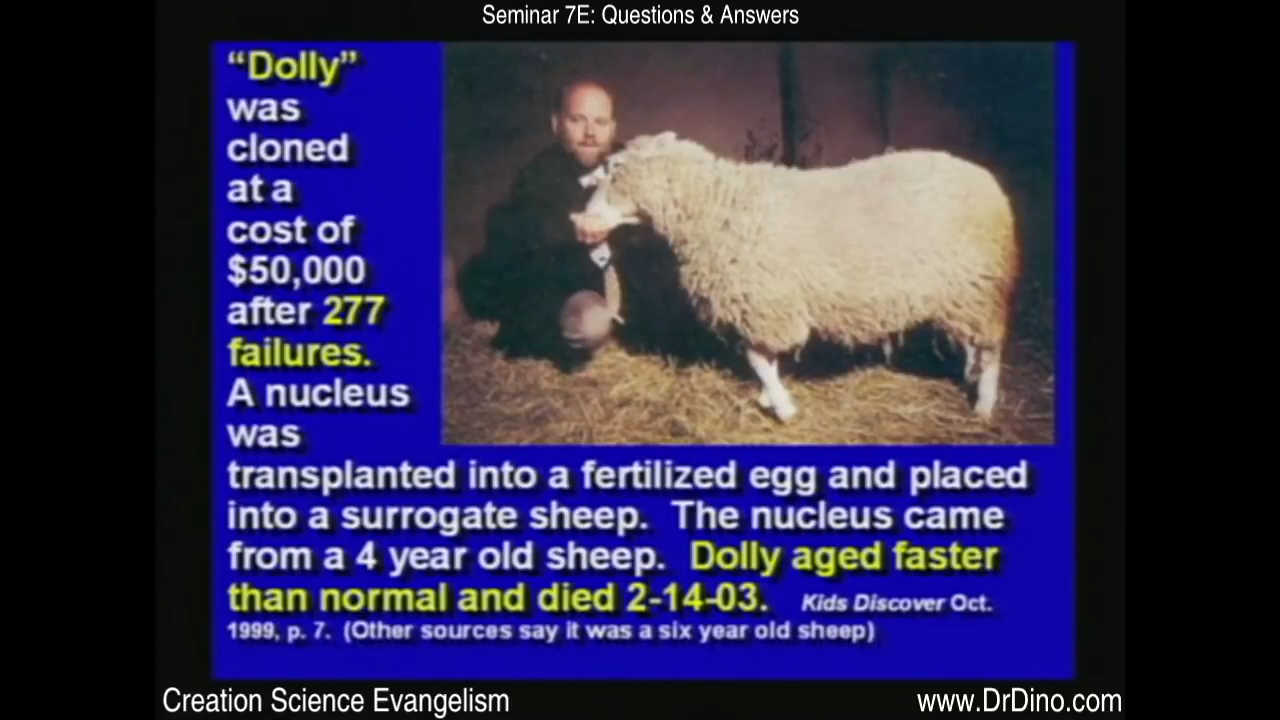 Seminar 7E: Questions & Answers
“Dolly”
was
cloned
at a
cost of
$50,000
after 277
failures.
A nucleus
was
transplanted into a fertilized egg and placed
into a surrogate sheep. The nucleus came
from a 4 year old sheep. Dolly aged faster
than normal and died 2-14-03. Kids Discover Oct.
1999, p. 7. (Other sources say it was a six year old sheep)
Creation Science Evangelism
www.DrDino.com